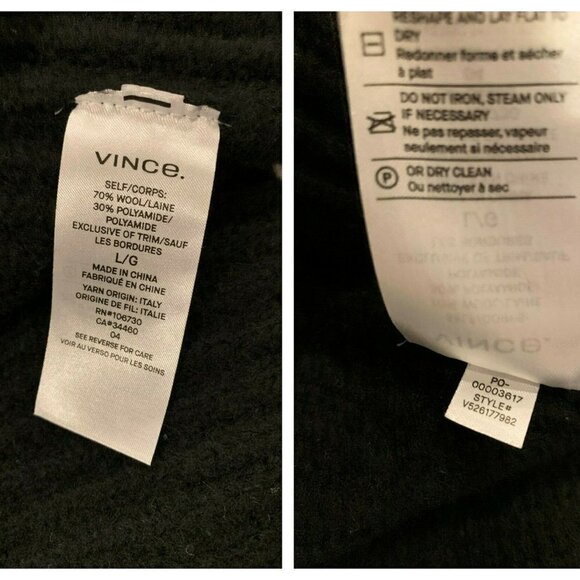 VINCE.
SELF/CORPS:
70% WOOL/LAINE
30% POLYAMIDE/
POLYAMIDE
EXCLUSIVE OF TRIM/SAUF
LES BORDURES
L/G
MADE IN CHINA
FABRIQUÉ EN CHINE
YARN ORIGIN: ITALY
ORIGINE DE FIL: ITALIE
RN#106730
CA#34460
04
SEE REVERSE FOR CARE
VOIR AU VERSO POUR LES SOINS
RESHAPE AND LAY FLAT TO
DRY
Redonner forme et sécher
à plat
DO NOT IRON, STEAM ONLY
IF NECESSARY
Ne pas repasser, vapeur
seulement si nécessaire
P
OR DRY CLEAN
Ou nettoyer à sec
PO-
00003617
STYLE#
V526177982